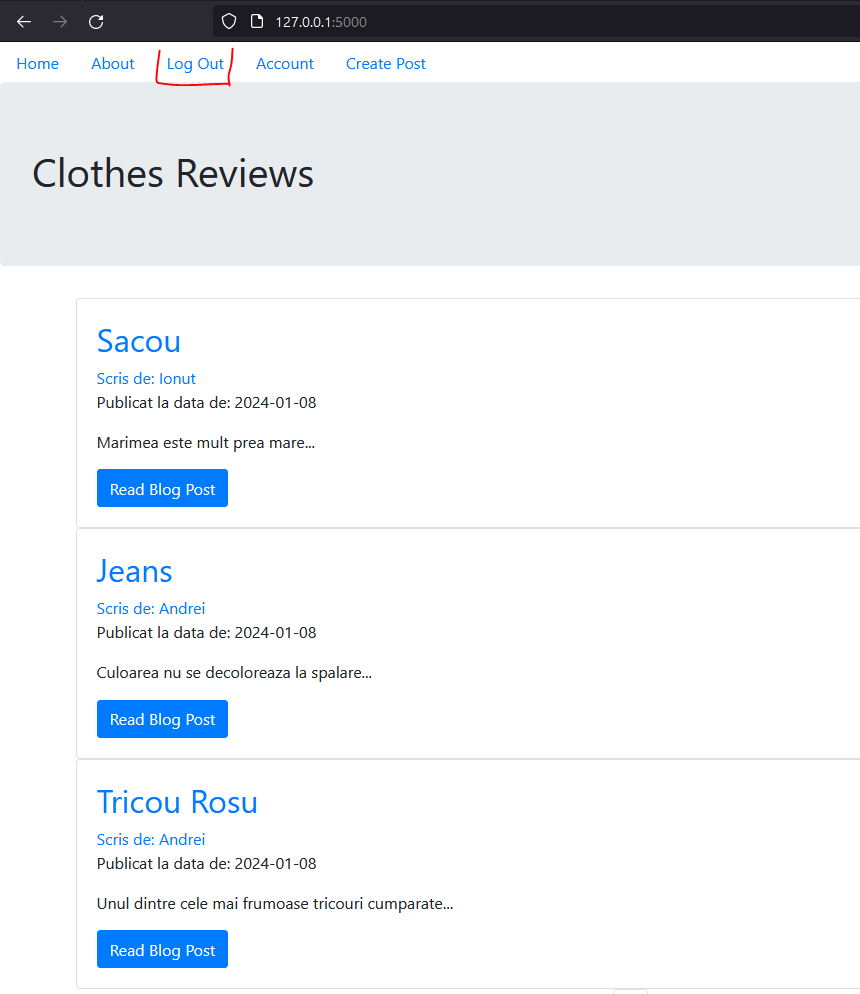 127.0.0.1:5000
Home About Log Out Account Create Post
Clothes Reviews
Sacou
Scris de: Ionut
Publicat la data de: 2024-01-08
Marimea este mult prea mare...
Read Blog Post
Jeans
Scris de: Andrei
Publicat la data de: 2024-01-08
Culoarea nu se decoloreaza la spalare...
Read Blog Post
Tricou Rosu
Scris de: Andrei
Publicat la data de: 2024-01-08
Unul dintre cele mai frumoase tricouri cumparate...
Read Blog Post